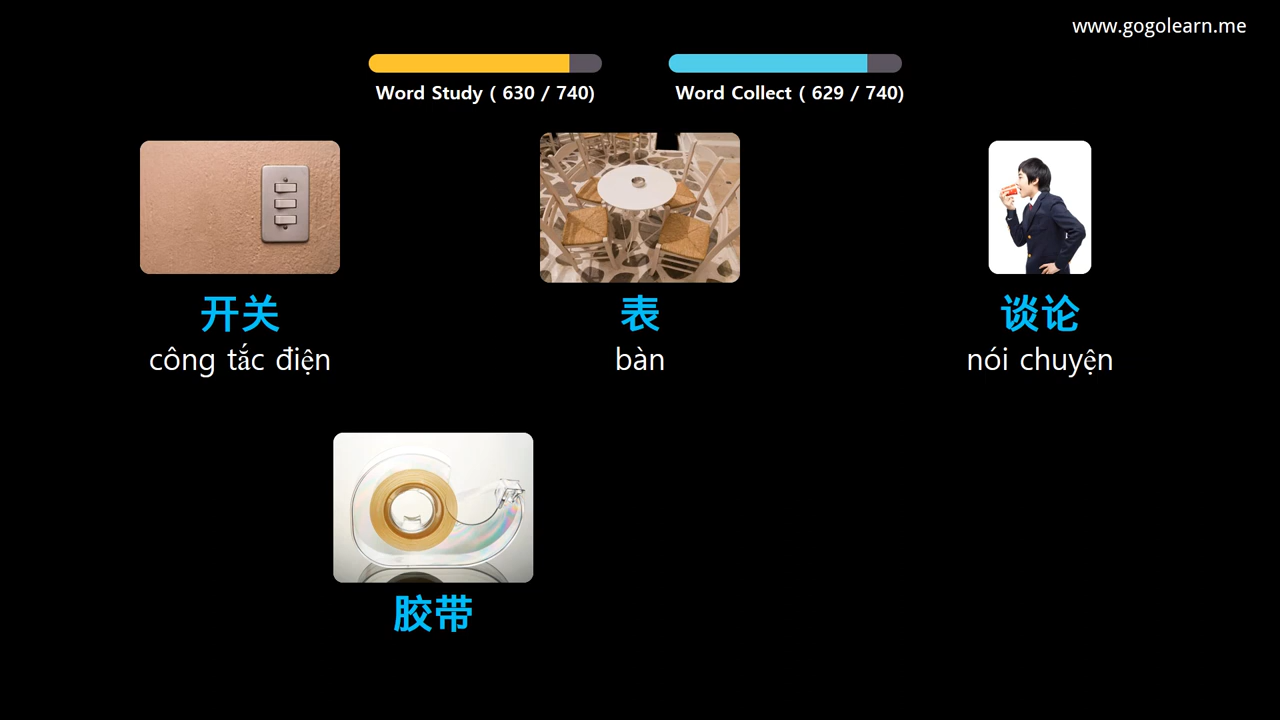 www.gogolearn.me
Word Study ( 630 / 740)
Word Collect ( 629 / 740)
开关
công tắc điện
表
bàn
谈论
nói chuyện
胶带